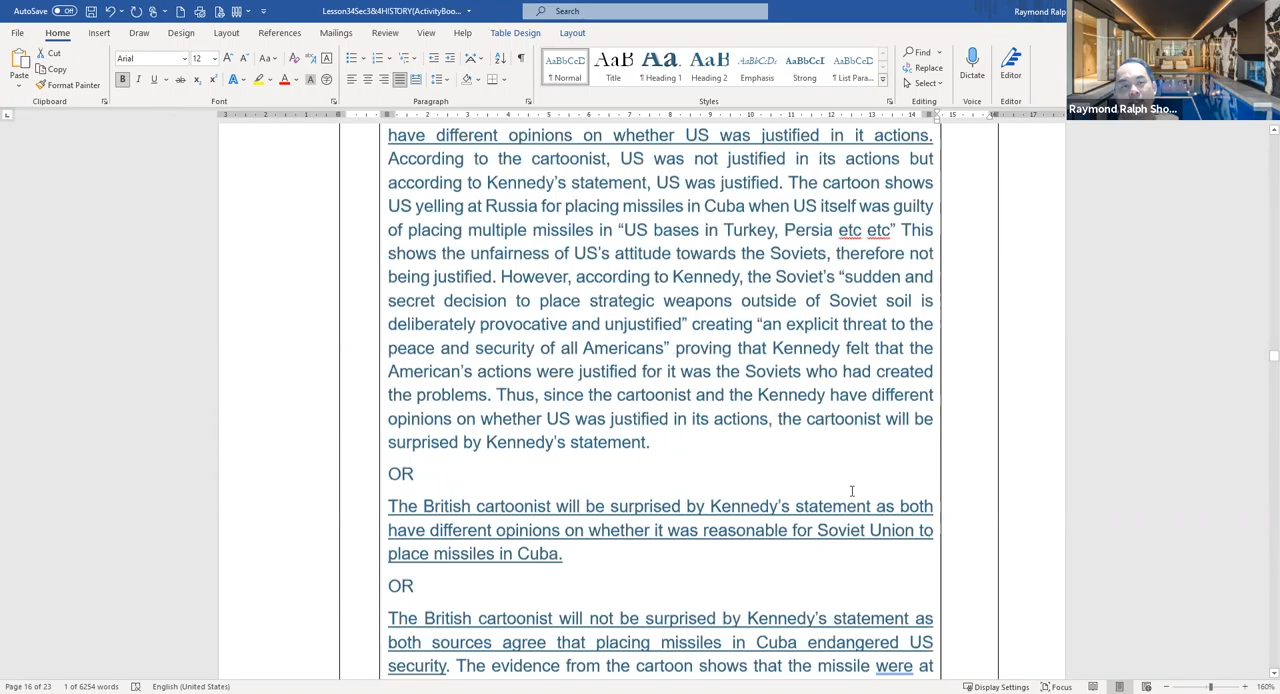 AutoSave Off Lesson34Sec3&4HISTORY(ActivityBoo... Search Raymond Ralp
File Home Insert Draw Design Layout References Mailings Review View Help Table Design Layout
Paste Cut Copy Format Painter
Arial 12
AaBbCcI AaB AaB AaBbC AaBbCcL AaBbCcI AaBbCcL
Normal Title Heading 1 Heading 2 Emphasis Strong List Para...
Find Replace Select Dictate Editor
Clipboard Font Paragraph Styles Editing Voice Editor
Raymond Ralph Sho...
have different opinions on whether US was justified in it actions.
According to the cartoonist, US was not justified in its actions but
according to Kennedy's statement, US was justified. The cartoon shows
US yelling at Russia for placing missiles in Cuba when US itself was guilty
of placing multiple missiles in “US bases in Turkey, Persia etc etc” This
shows the unfairness of US's attitude towards the Soviets, therefore not
being justified. However, according to Kennedy, the Soviet's “sudden and
secret decision to place strategic weapons outside of Soviet soil is
deliberately provocative and unjustified” creating “an explicit threat to the
peace and security of all Americans” proving that Kennedy felt that the
American's actions were justified for it was the Soviets who had created
the problems. Thus, since the cartoonist and the Kennedy have different
opinions on whether US was justified in its actions, the cartoonist will be
surprised by Kennedy's statement.
OR
The British cartoonist will be surprised by Kennedy's statement as both
have different opinions on whether it was reasonable for Soviet Union to
place missiles in Cuba.
OR
The British cartoonist will not be surprised by Kennedy's statement as
both sources agree that placing missiles in Cuba endangered US
security. The evidence from the cartoon shows that the missile were at
Page 16 of 23 1 of 6254 words English (United States) Display Settings Focus 160%